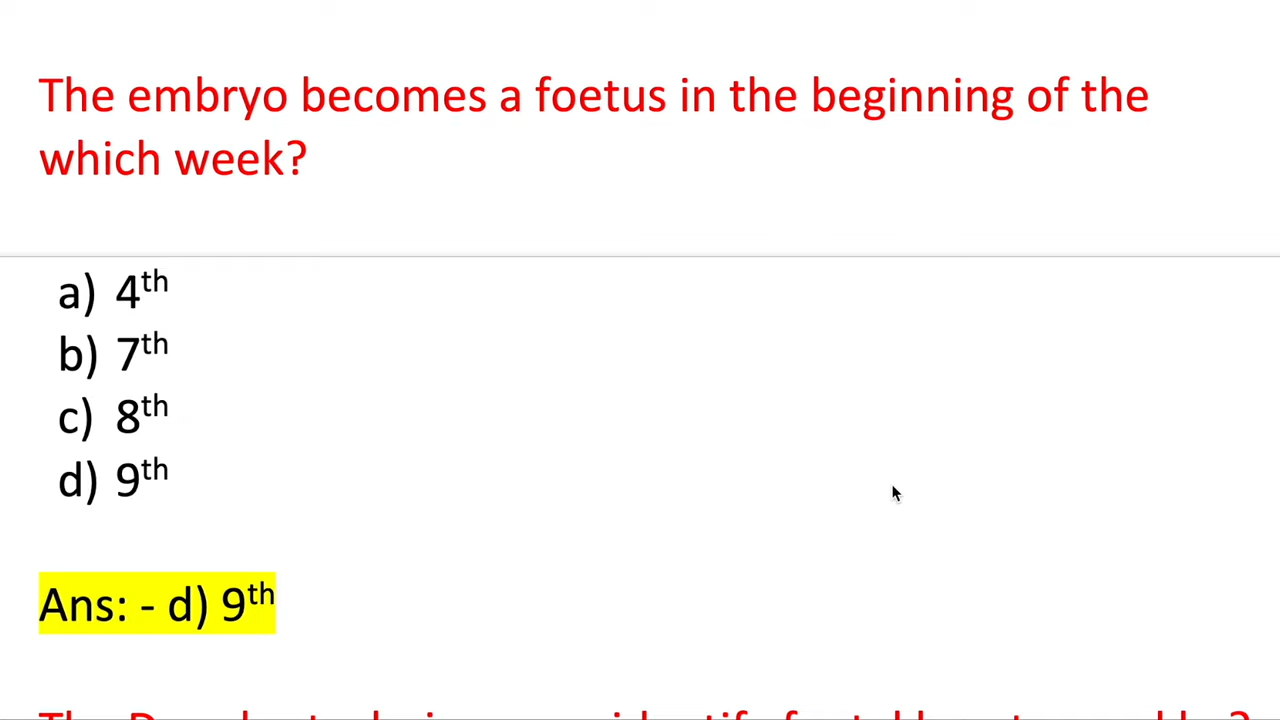 The embryo becomes a foetus in the beginning of the
which week?
a) 4th
b) 7th
c) 8th
d) 9th
Ans: - d) 9th